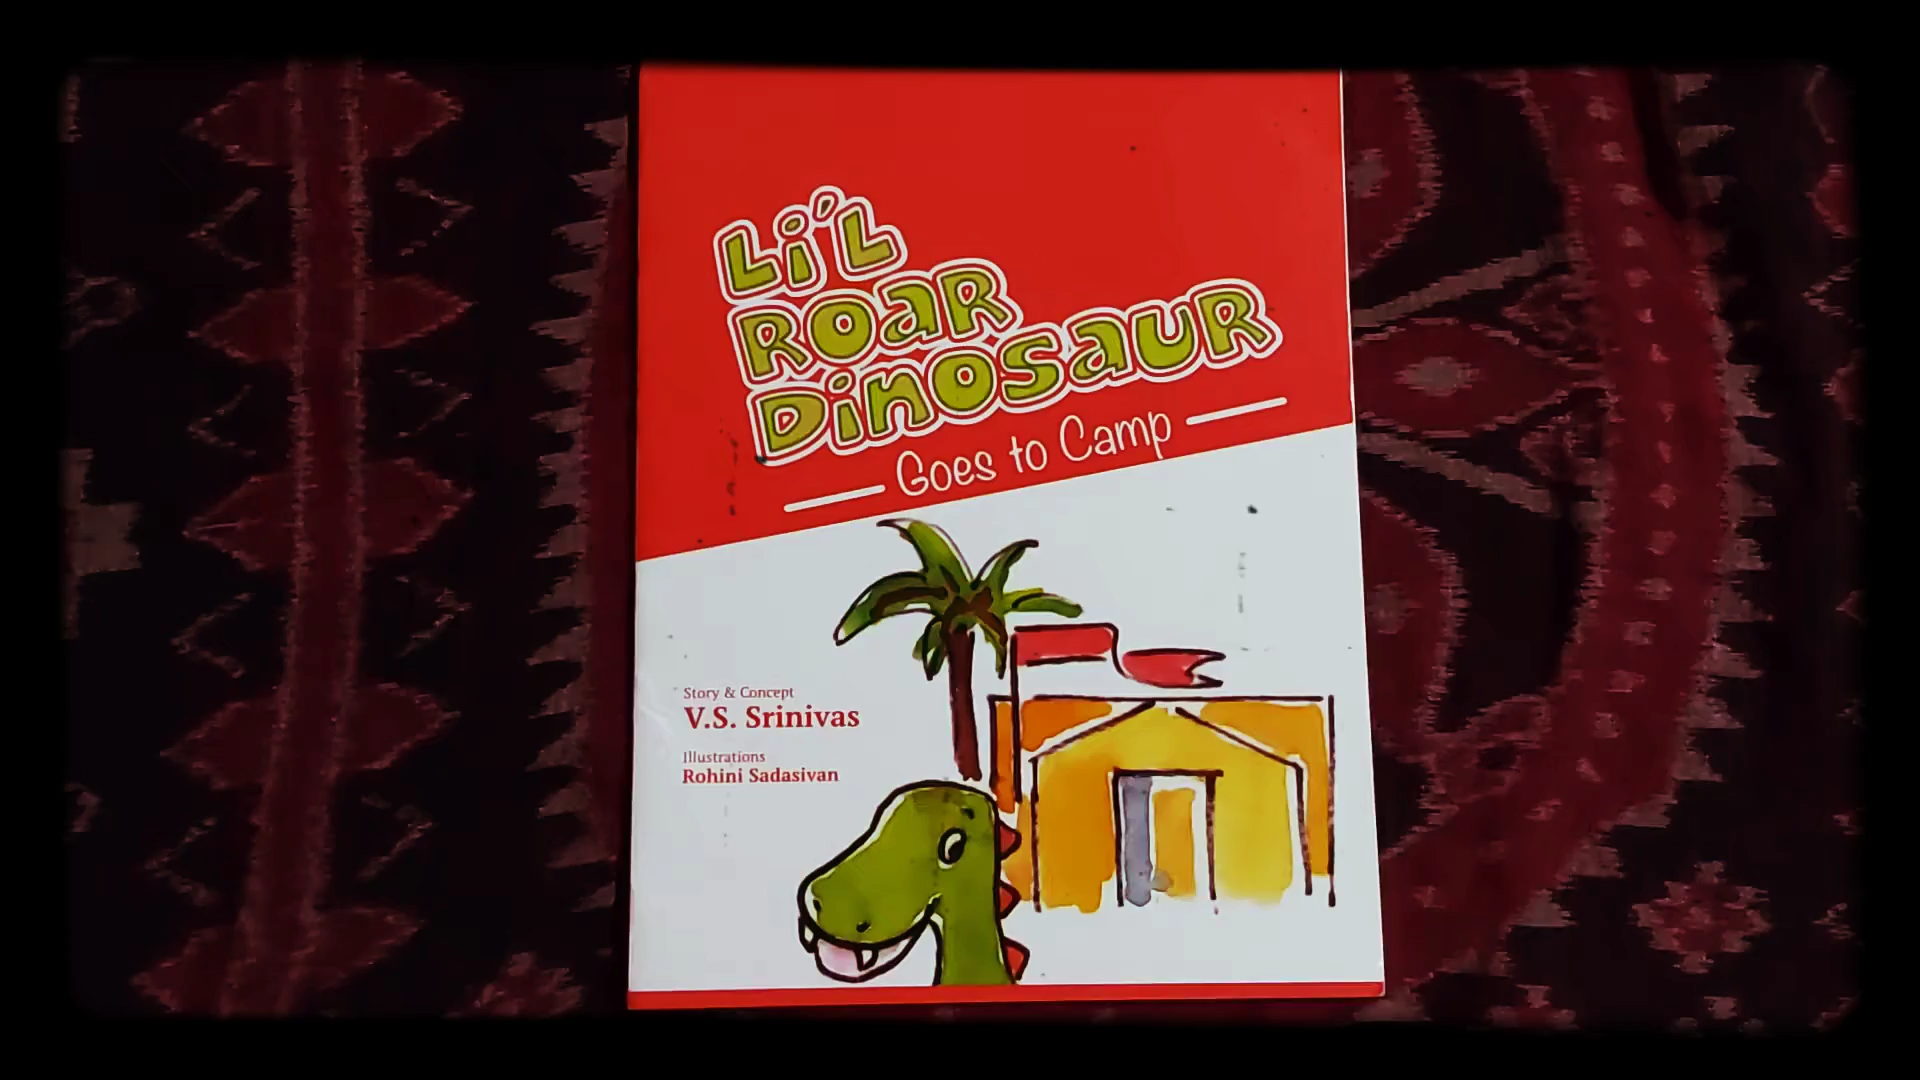 Li'L
ROaR
DinOSaUR
Goes to Camp
Story & Concept
V.S. Srinivas
Illustrations
Rohini Sadasivan